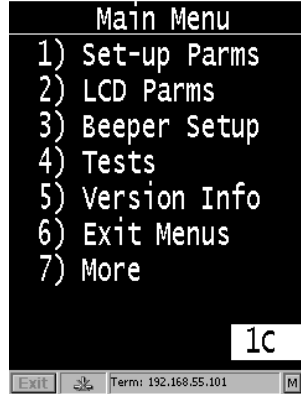 Main Menu
1) Set-up Parms
2) LCD Parms
3) Beeper Setup
4) Tests
5) Version Info
6) Exit Menus
7) More
1C
Exit Term: 192.168.55.101 M